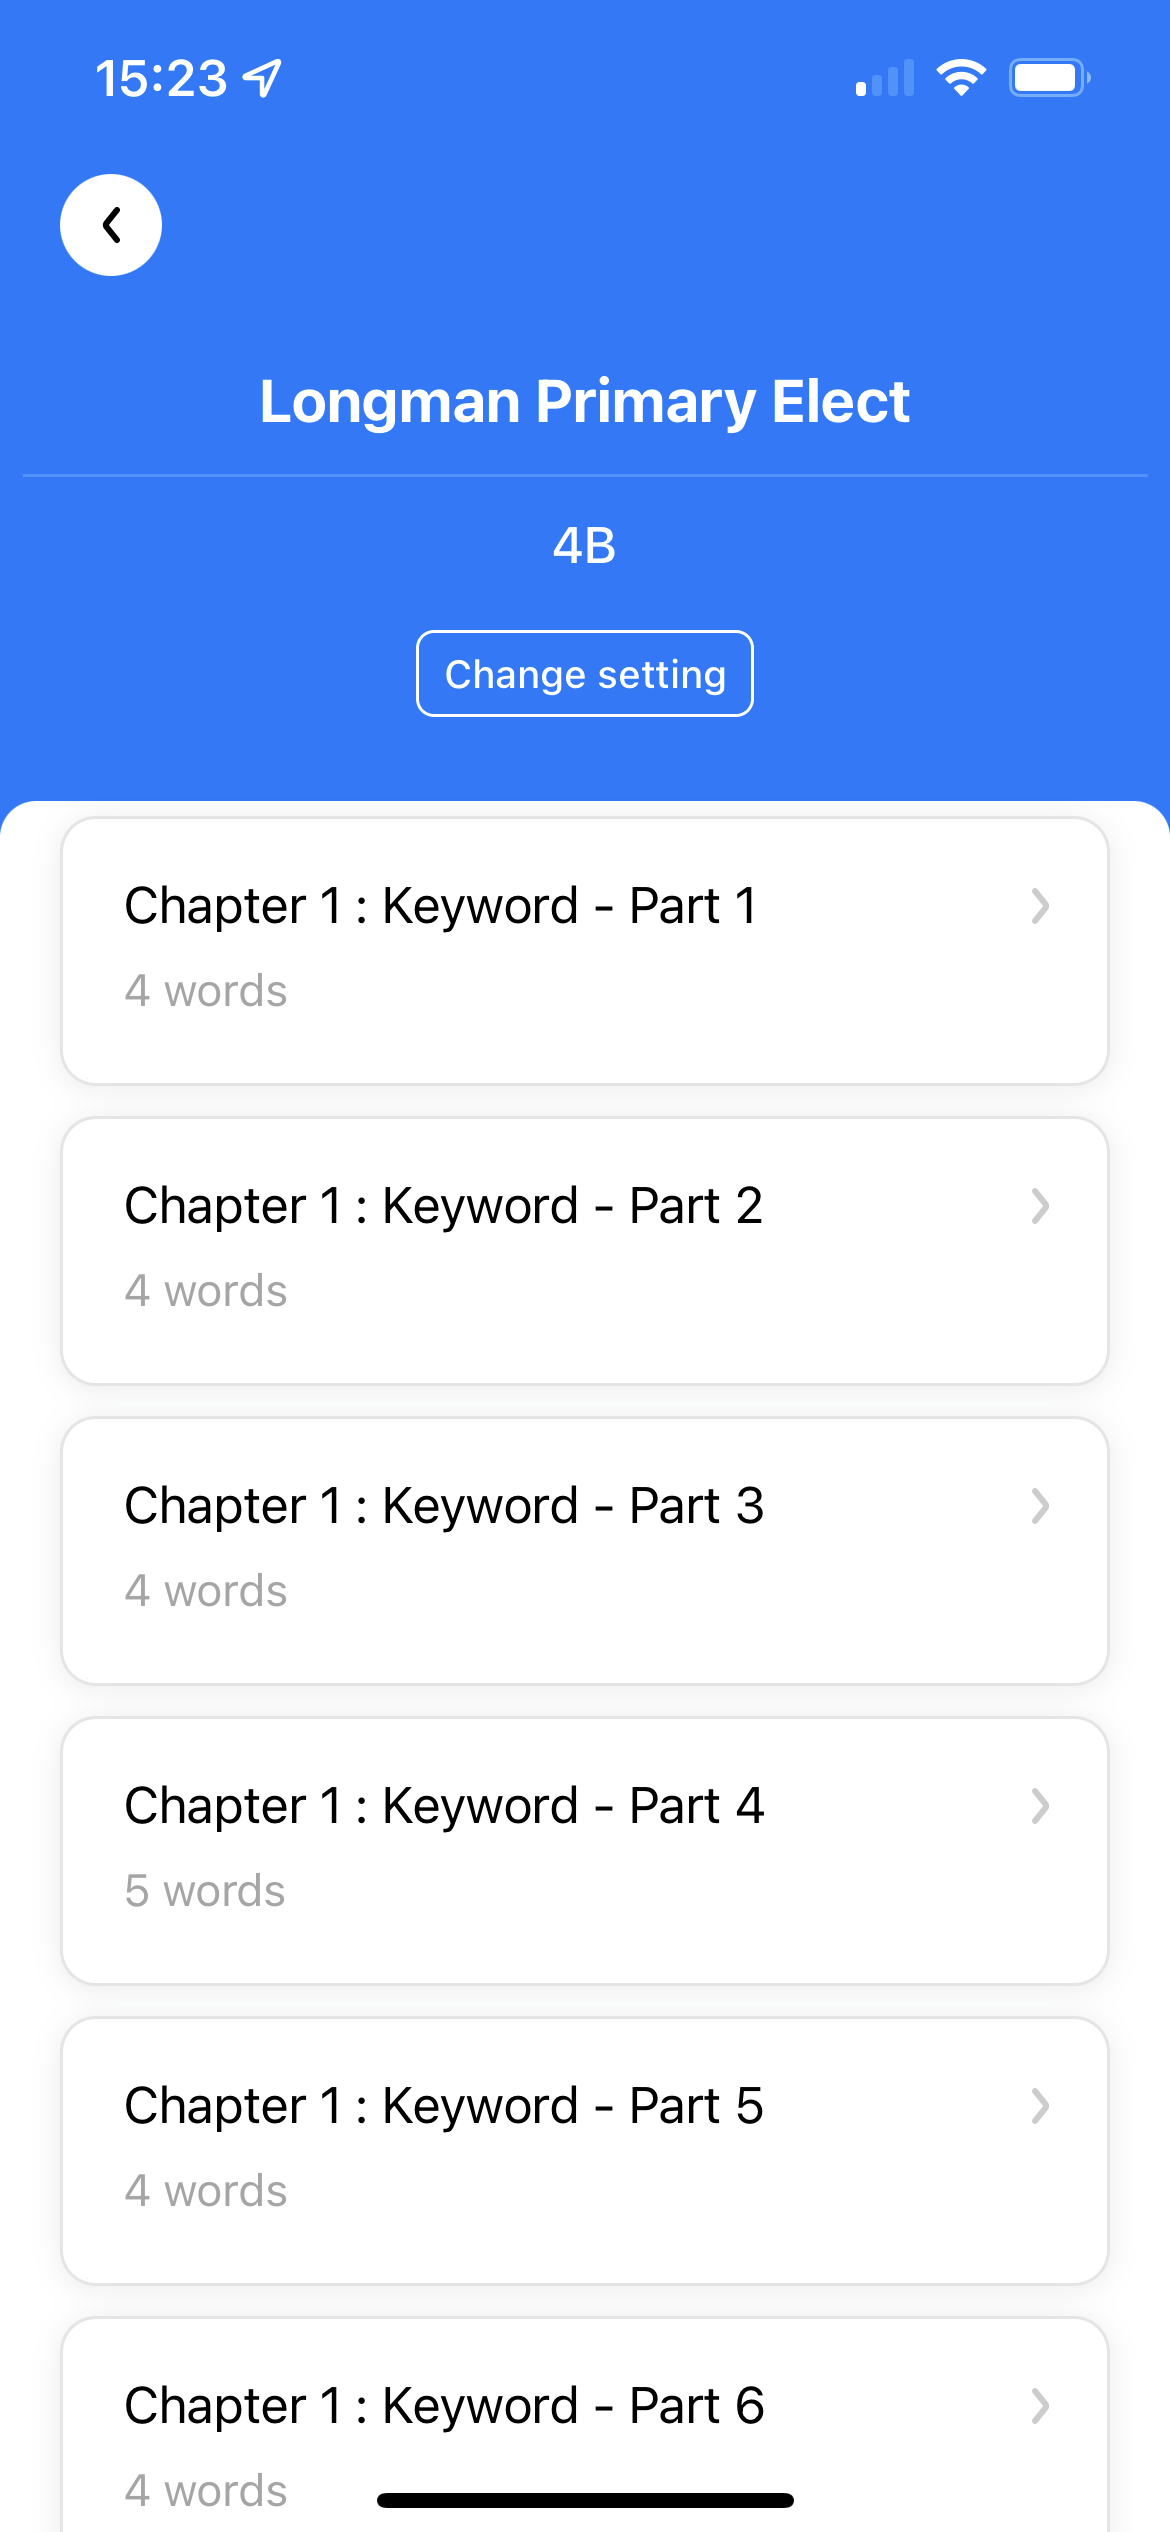 15:23
Longman Primary Elect
4B
Change setting
Chapter 1 : Keyword - Part 1
4 words
Chapter 1 : Keyword - Part 2
4 words
Chapter 1 : Keyword - Part 3
4 words
Chapter 1 : Keyword - Part 4
5 words
Chapter 1 : Keyword - Part 5
4 words
Chapter 1 : Keyword - Part 6
4 words